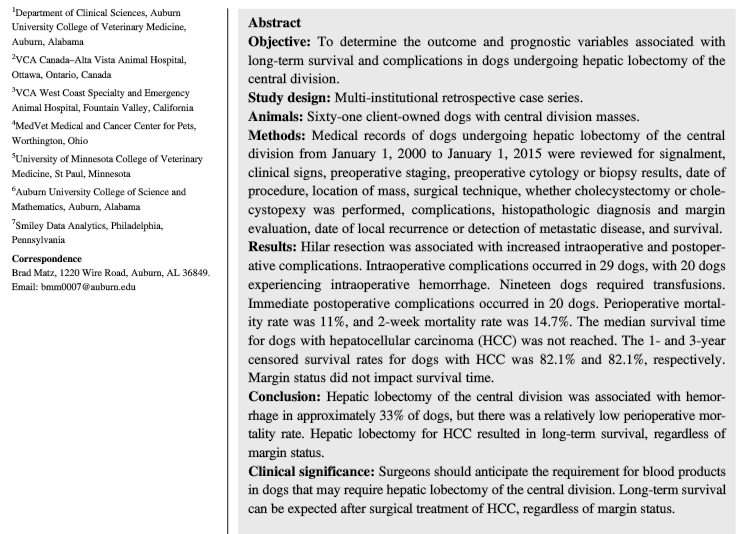 ¹Department of Clinical Sciences, Auburn
University College of Veterinary Medicine,
Auburn, Alabama
²VCA Canada–Alta Vista Animal Hospital,
Ottawa, Ontario, Canada
³VCA West Coast Specialty and Emergency
Animal Hospital, Fountain Valley, California
⁴MedVet Medical and Cancer Center for Pets,
Worthington, Ohio
⁵University of Minnesota College of Veterinary
Medicine, St Paul, Minnesota
⁶Auburn University College of Science and
Mathematics, Auburn, Alabama
⁷Smiley Data Analytics, Philadelphia,
Pennsylvania
Correspondence
Brad Matz, 1220 Wire Road, Auburn, AL 36849.
Email: bmm0007@auburn.edu
Abstract
Objective: To determine the outcome and prognostic variables associated with
long-term survival and complications in dogs undergoing hepatic lobectomy of the
central division.
Study design: Multi-institutional retrospective case series.
Animals: Sixty-one client-owned dogs with central division masses.
Methods: Medical records of dogs undergoing hepatic lobectomy of the central
division from January 1, 2000 to January 1, 2015 were reviewed for signalment,
clinical signs, preoperative staging, preoperative cytology or biopsy results, date of
procedure, location of mass, surgical technique, whether cholecystectomy or chole-
cystopexy was performed, complications, histopathologic diagnosis and margin
evaluation, date of local recurrence or detection of metastatic disease, and survival.
Results: Hilar resection was associated with increased intraoperative and postoper-
ative complications. Intraoperative complications occurred in 29 dogs, with 20 dogs
experiencing intraoperative hemorrhage. Nineteen dogs required transfusions.
Immediate postoperative complications occurred in 20 dogs. Perioperative mortal-
ity rate was 11%, and 2-week mortality rate was 14.7%. The median survival time
for dogs with hepatocellular carcinoma (HCC) was not reached. The 1- and 3-year
censored survival rates for dogs with HCC was 82.1% and 82.1%, respectively.
Margin status did not impact survival time.
Conclusion: Hepatic lobectomy of the central division was associated with hemor-
rhage in approximately 33% of dogs, but there was a relatively low perioperative mor-
tality rate. Hepatic lobectomy for HCC resulted in long-term survival, regardless of
margin status.
Clinical significance: Surgeons should anticipate the requirement for blood products
in dogs that may require hepatic lobectomy of the central division. Long-term survival
can be expected after surgical treatment of HCC, regardless of margin status.